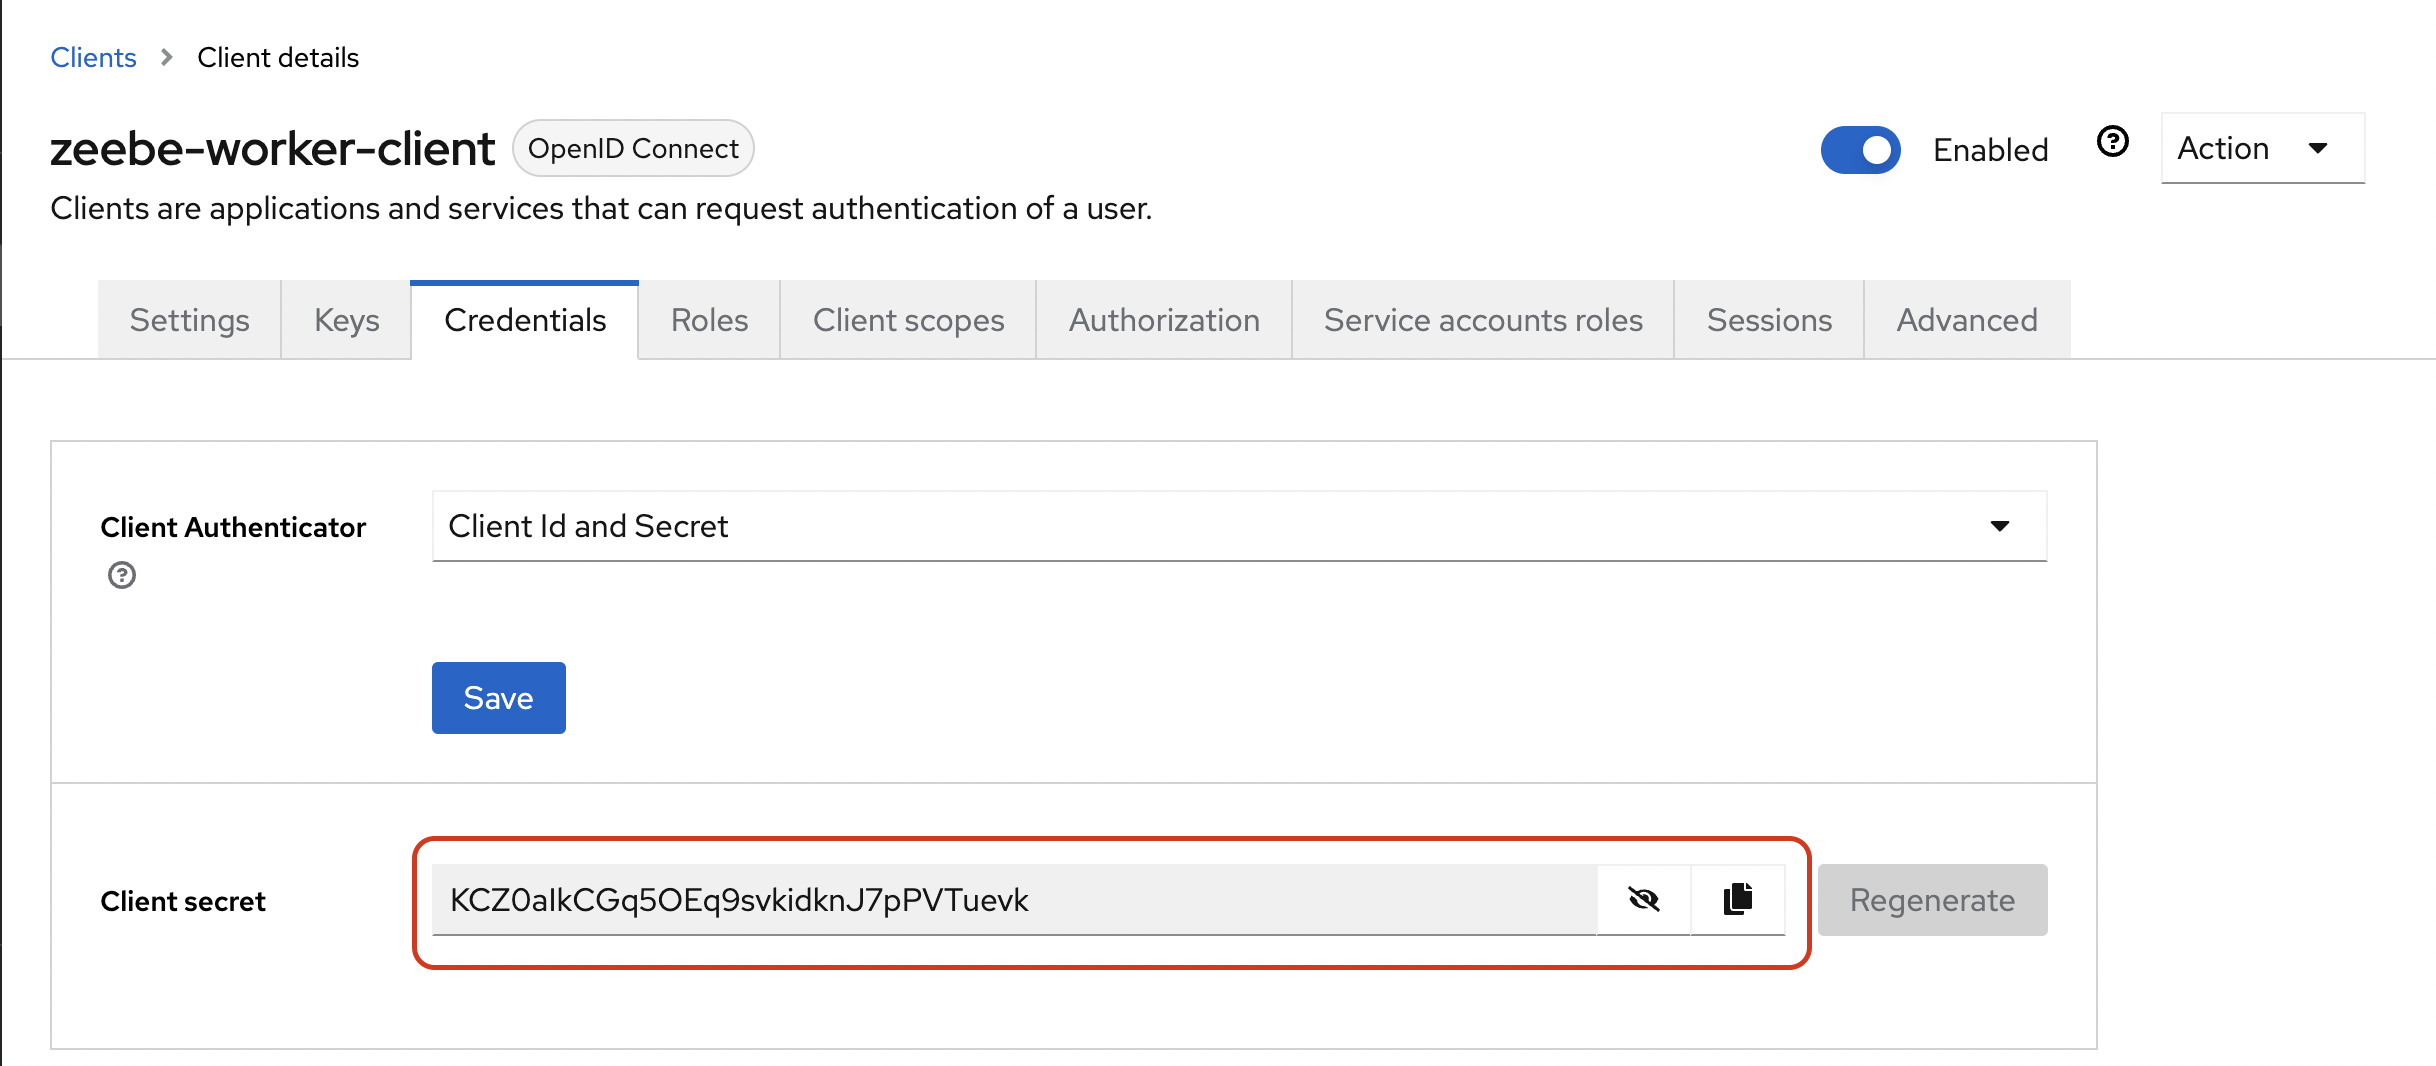 Clients > Client details
zeebe-worker-client OpenID Connect Enabled Action
Clients are applications and services that can request authentication of a user.
Settings Keys Credentials Roles Client scopes Authorization Service accounts roles Sessions Advanced
Client Authenticator Client Id and Secret
Save
Client secret KCZ0aIkCGq5OEq9svkidknJ7pPVTuevk Regenerate